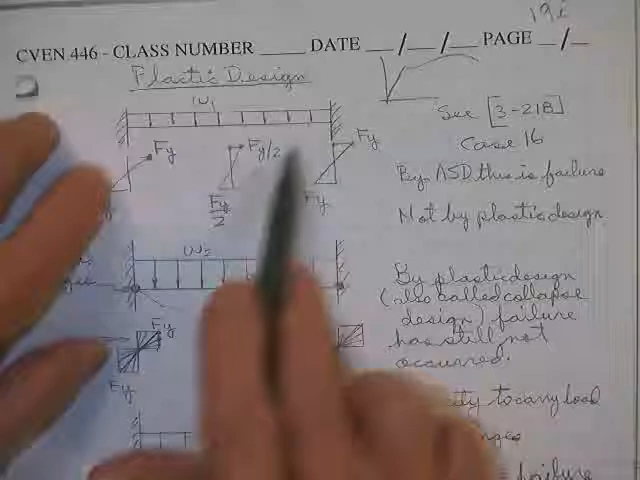 19i
CVEN 446 - CLASS NUMBER ____ DATE __/__/__ PAGE __/__
Plastic Design
w₁
See [3-218]
Case 16
Fy
Fy/2
Fy
By ASD this is failure
Fy/2
Fy
Not by plastic design
w₂
By plastic design
(also called collapse
design) failure
has still not
occurred.
Fy
Fy
to carry load
failure